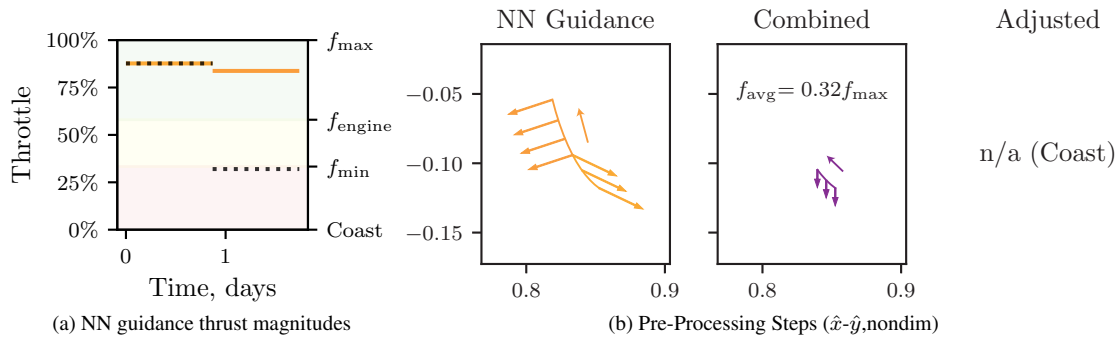 100%
75%
50%
25%
0%
Throttle
f_max
f_engine
f_min
Coast
0
1
Time, days
(a) NN guidance thrust magnitudes
NN Guidance
Combined
Adjusted
−0.05
−0.10
−0.15
0.8
0.9
f_avg = 0.32f_max
0.8
0.9
n/a (Coast)
(b) Pre-Processing Steps (x̂-ŷ,nondim)